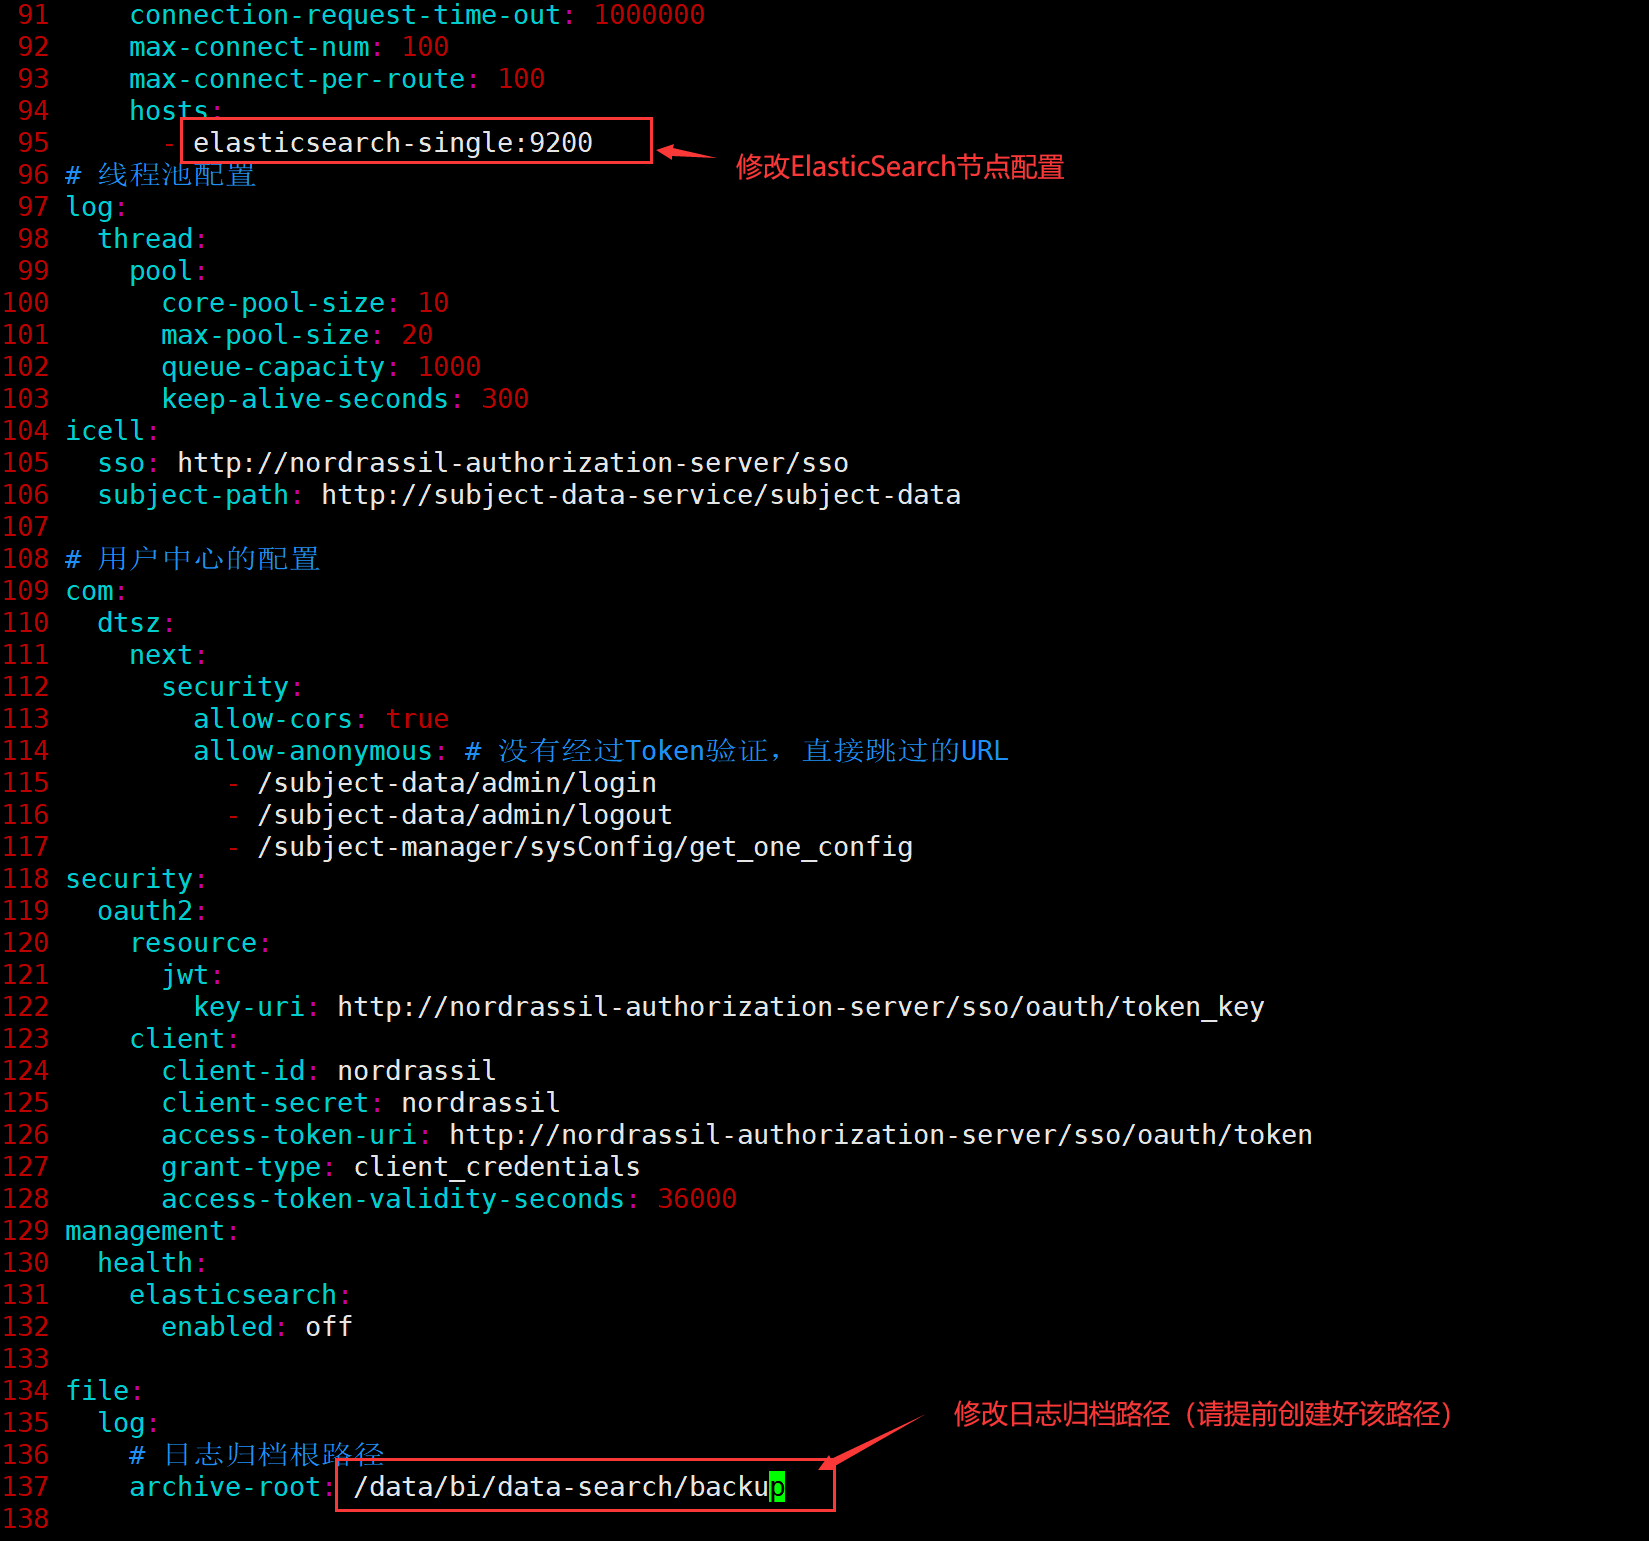 91     connection-request-time-out: 1000000
92     max-connect-num: 100
93     max-connect-per-route: 100
94     hosts:
95       - elasticsearch-single:9200
修改ElasticSearch节点配置
96 # 线程池配置
97 log:
98   thread:
99     pool:
100       core-pool-size: 10
101       max-pool-size: 20
102       queue-capacity: 1000
103       keep-alive-seconds: 300
104 icell:
105   sso: http://nordrassil-authorization-server/sso
106   subject-path: http://subject-data-service/subject-data
107
108 # 用户中心的配置
109 com:
110   dtsz:
111     next:
112       security:
113         allow-cors: true
114         allow-anonymous: # 没有经过Token验证，直接跳过的URL
115           - /subject-data/admin/login
116           - /subject-data/admin/logout
117           - /subject-manager/sysConfig/get_one_config
118 security:
119   oauth2:
120     resource:
121       jwt:
122         key-uri: http://nordrassil-authorization-server/sso/oauth/token_key
123     client:
124       client-id: nordrassil
125       client-secret: nordrassil
126       access-token-uri: http://nordrassil-authorization-server/sso/oauth/token
127       grant-type: client_credentials
128       access-token-validity-seconds: 36000
129 management:
130   health:
131     elasticsearch:
132       enabled: off
133
134 file:
135   log:
修改日志归档路径（请提前创建好该路径）
136     # 日志归档根路径
137     archive-root: /data/bi/data-search/backup
138